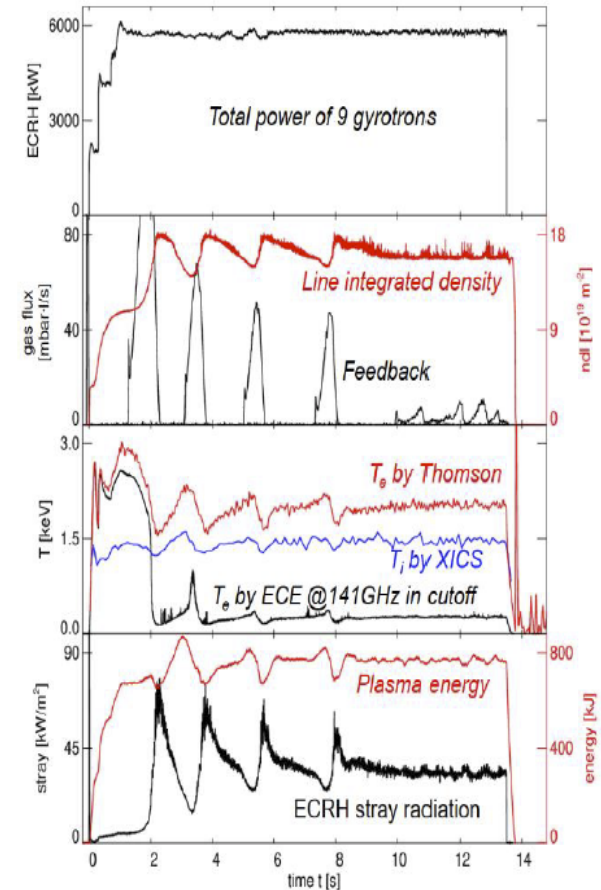 6000
ECRH [kW]
3000
0
Total power of 9 gyrotrons
80
18
gas flux
[mbar·l/s]
Line integrated density
ndl [10¹⁹ m⁻²]
40
9
Feedback
0
0
3.0
Tₑ by Thomson
T [keV]
1.5
Tᵢ by XICS
Tₑ by ECE @141GHz in cutoff
0.0
90
800
Plasma energy
stray [kW/m²]
energy [kJ]
45
400
ECRH stray radiation
0
0
0 2 4 6 8 10 12 14
time t [s]